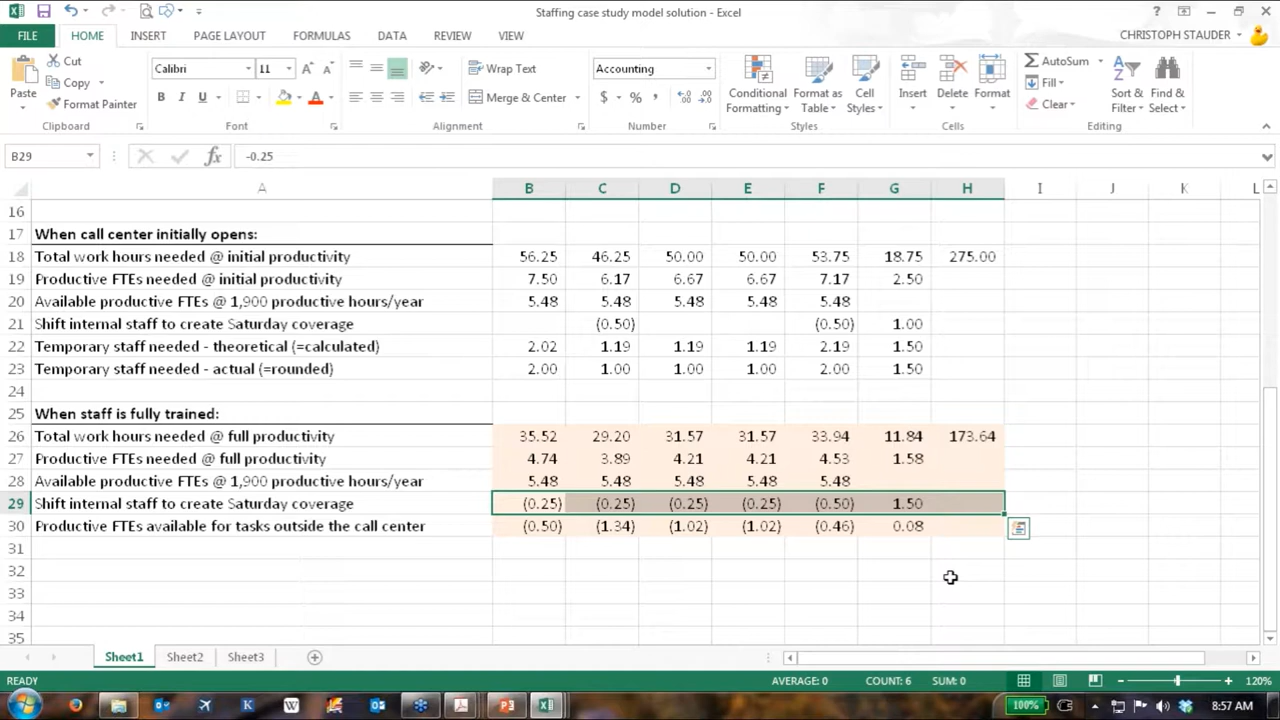 Staffing case study model solution - Excel
FILE HOME INSERT PAGE LAYOUT FORMULAS DATA REVIEW VIEW CHRISTOPH STAUDER
Paste Cut Copy Format Painter Clipboard
Calibri 11 B I U A Font
Wrap Text Merge & Center Alignment
Accounting $ % , Number
Conditional Formatting Format as Table Cell Styles Styles
Insert Delete Format Cells
AutoSum Fill Clear Sort & Filter Find & Select Editing
B29 fx -0.25
A B C D E F G H I J K L
16
17 When call center initially opens:
18 Total work hours needed @ initial productivity 56.25 46.25 50.00 50.00 53.75 18.75 275.00
19 Productive FTEs needed @ initial productivity 7.50 6.17 6.67 6.67 7.17 2.50
20 Available productive FTEs @ 1,900 productive hours/year 5.48 5.48 5.48 5.48 5.48
21 Shift internal staff to create Saturday coverage (0.50) (0.50) 1.00
22 Temporary staff needed - theoretical (=calculated) 2.02 1.19 1.19 1.19 2.19 1.50
23 Temporary staff needed - actual (=rounded) 2.00 1.00 1.00 1.00 2.00 1.50
24
25 When staff is fully trained:
26 Total work hours needed @ full productivity 35.52 29.20 31.57 31.57 33.94 11.84 173.64
27 Productive FTEs needed @ full productivity 4.74 3.89 4.21 4.21 4.53 1.58
28 Available productive FTEs @ 1,900 productive hours/year 5.48 5.48 5.48 5.48 5.48
29 Shift internal staff to create Saturday coverage (0.25) (0.25) (0.25) (0.25) (0.50) 1.50
30 Productive FTEs available for tasks outside the call center (0.50) (1.34) (1.02) (1.02) (0.46) 0.08
31
32
33
34
35
Sheet1 Sheet2 Sheet3
READY AVERAGE: 0 COUNT: 6 SUM: 0 120%
100% 8:57 AM